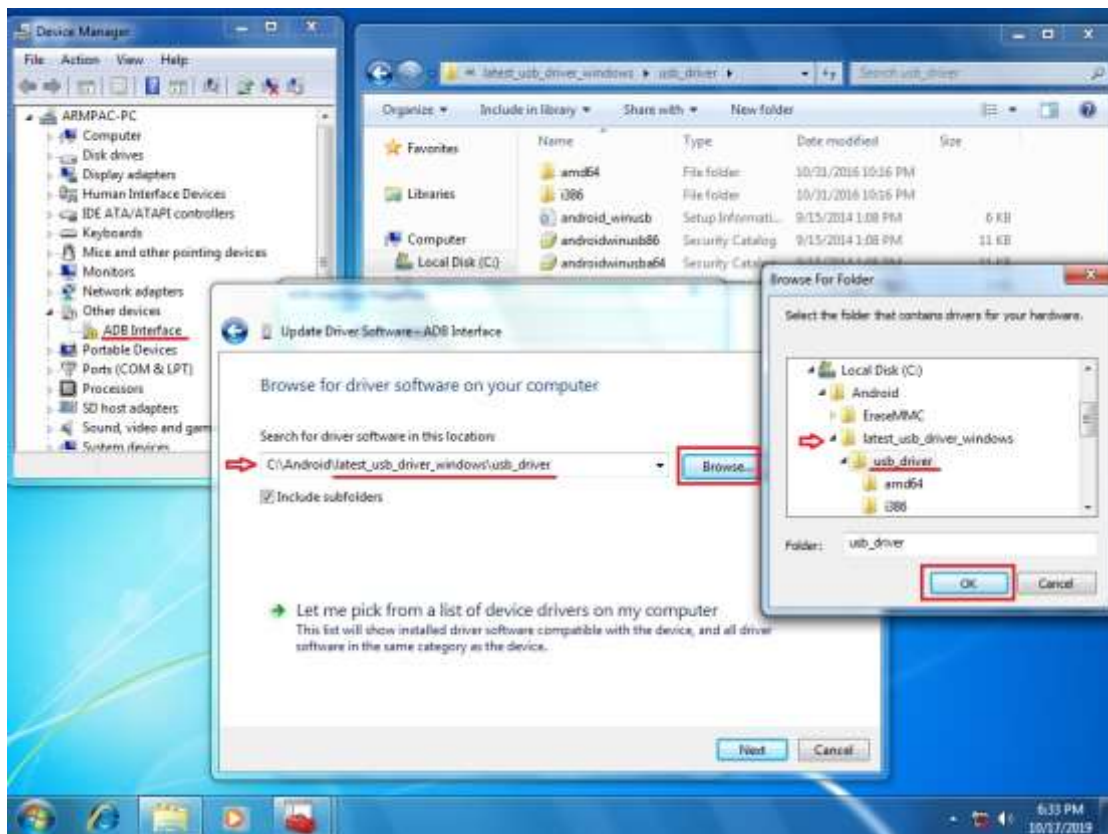 Device Manager
File Action View Help
ARMPAC-PC
Computer
Disk drives
Display adapters
Human Interface Devices
IDE ATA/ATAPI controllers
Keyboards
Mice and other pointing devices
Monitors
Network adapters
Other devices
ADB Interface
Portable Devices
Ports (COM & LPT)
Processors
SD host adapters
Sound, video and gam
System devices
latest_usb_driver_windows usb_driver
Search usb_driver
Organize Include in library Share with New folder
Favorites
Libraries
Computer
Local Disk (C:)
Name Type Date modified Size
amd64 File folder 10/31/2016 10:16 PM
i386 File folder 10/31/2016 10:16 PM
android_winusb Setup Informati... 9/15/2014 1:08 PM 6 KB
androidwinusb86 Security Catalog 9/15/2014 1:08 PM 11 KB
androidwinusba64 Security Catalog
Update Driver Software - ADB Interface
Browse for driver software on your computer
Search for driver software in this location:
C:\Android\latest_usb_driver_windows\usb_driver
Browse...
Include subfolders
Let me pick from a list of device drivers on my computer
This list will show installed driver software compatible with the device, and all driver
software in the same category as the device.
Next Cancel
Browse For Folder
Select the folder that contains drivers for your hardware.
Local Disk (C:)
Android
EraseMMC
latest_usb_driver_windows
usb_driver
amd64
i386
Folder: usb_driver
OK Cancel
6:33 PM
10/17/2019